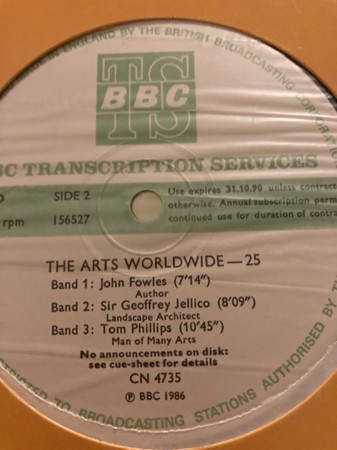 MADE IN ENGLAND BY THE BRITISH BROADCASTING CORPORATION
TS
BBC
BBC TRANSCRIPTION SERVICES
SIDE 2
rpm
156527
Use expires 31.10.90 unless contract
otherwise. Annual subscription perm
continued use for duration of contra
THE ARTS WORLDWIDE—25
Band 1: John Fowles (7′14″)
Author
Band 2: Sir Geoffrey Jellico (8′09″)
Landscape Architect
Band 3: Tom Phillips (10′45″)
Man of Many Arts
No announcements on disk:
see cue-sheet for details
CN 4735
℗ BBC 1986
TO BROADCASTING STATIONS AUTHORISED BY